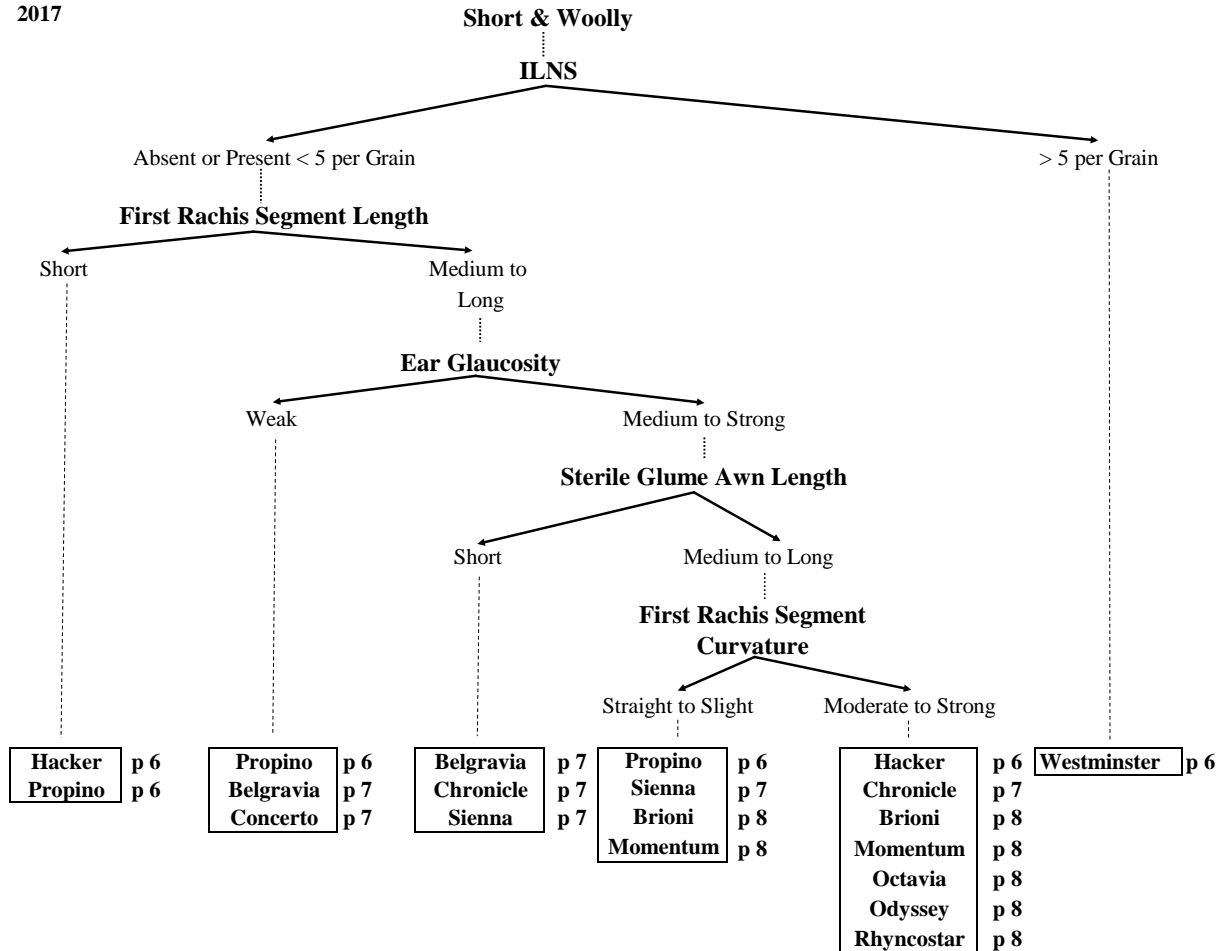 2017
Short & Woolly
ILNS
Absent or Present < 5 per Grain
> 5 per Grain
First Rachis Segment Length
Short
Medium to
Long
Ear Glaucosity
Weak
Medium to Strong
Sterile Glume Awn Length
Short
Medium to Long
First Rachis Segment
Curvature
Straight to Slight
Moderate to Strong
Hacker p 6
Propino p 6
Propino p 6
Belgravia p 7
Concerto p 7
Belgravia p 7
Chronicle p 7
Sienna p 7
Propino p 6
Sienna p 7
Brioni p 8
Momentum p 8
Hacker p 6
Chronicle p 7
Brioni p 8
Momentum p 8
Octavia p 8
Odyssey p 8
Rhyncostar p 8
Westminster p 6